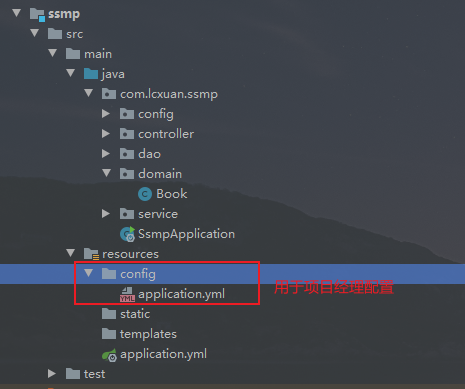 ssmp
src
main
java
com.lcxuan.ssmp
config
controller
dao
domain
Book
service
SsmpApplication
resources
config
application.yml 用于项目经理配置
static
templates
application.yml
test